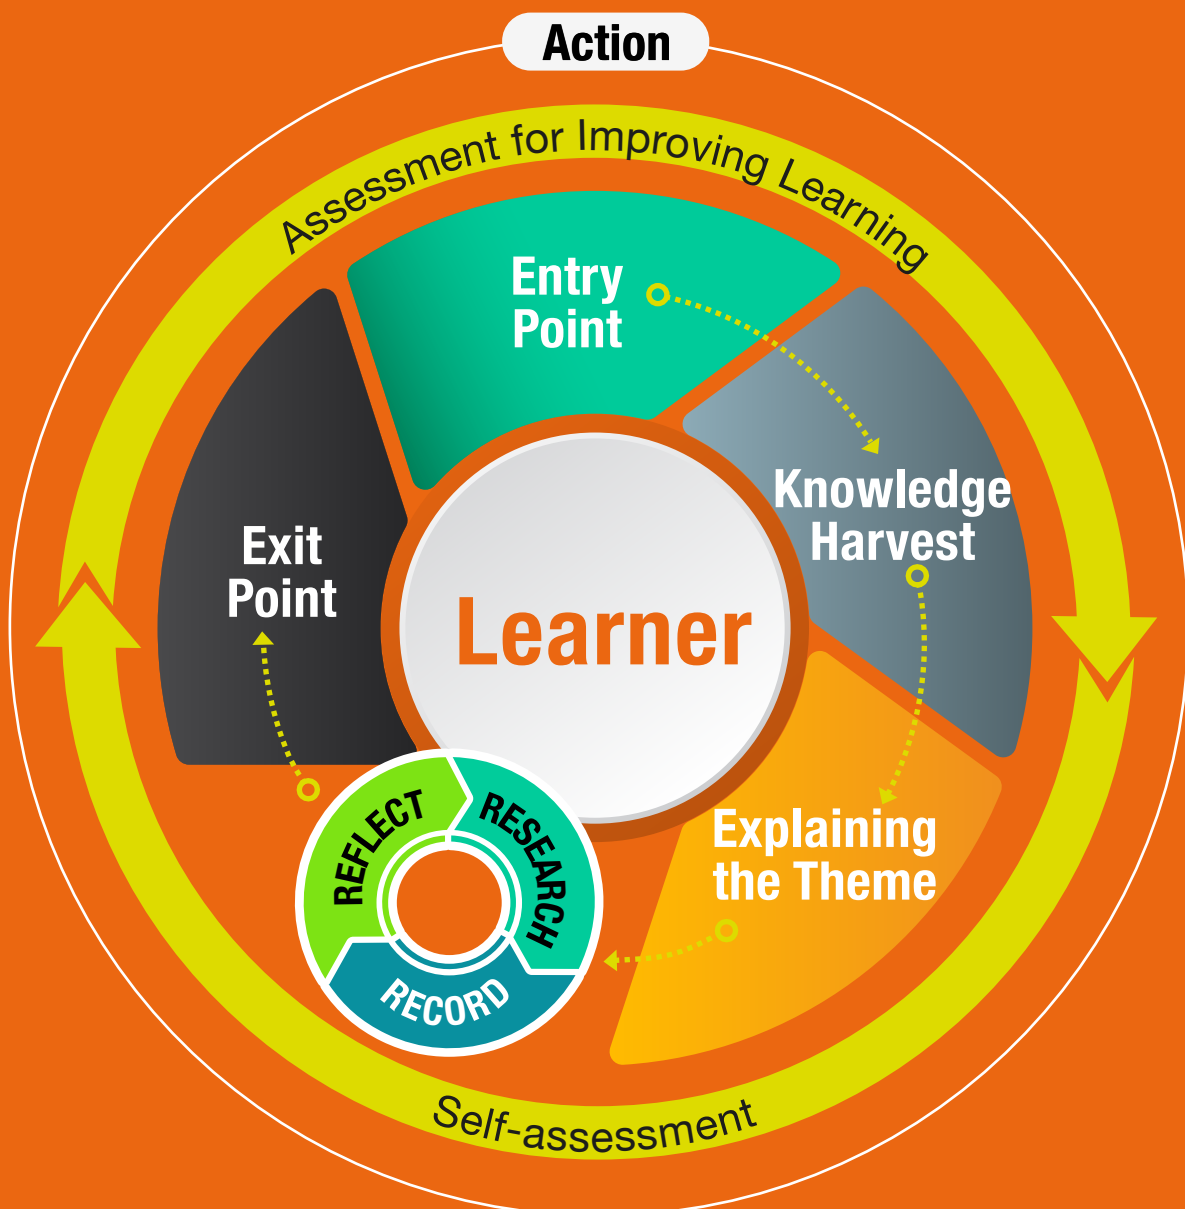 Action
Assessment for Improving Learning
Entry
Point
Knowledge
Harvest
Exit
Point
Learner
Explaining
the Theme
REFLECT
RESEARCH
RECORD
Self-assessment